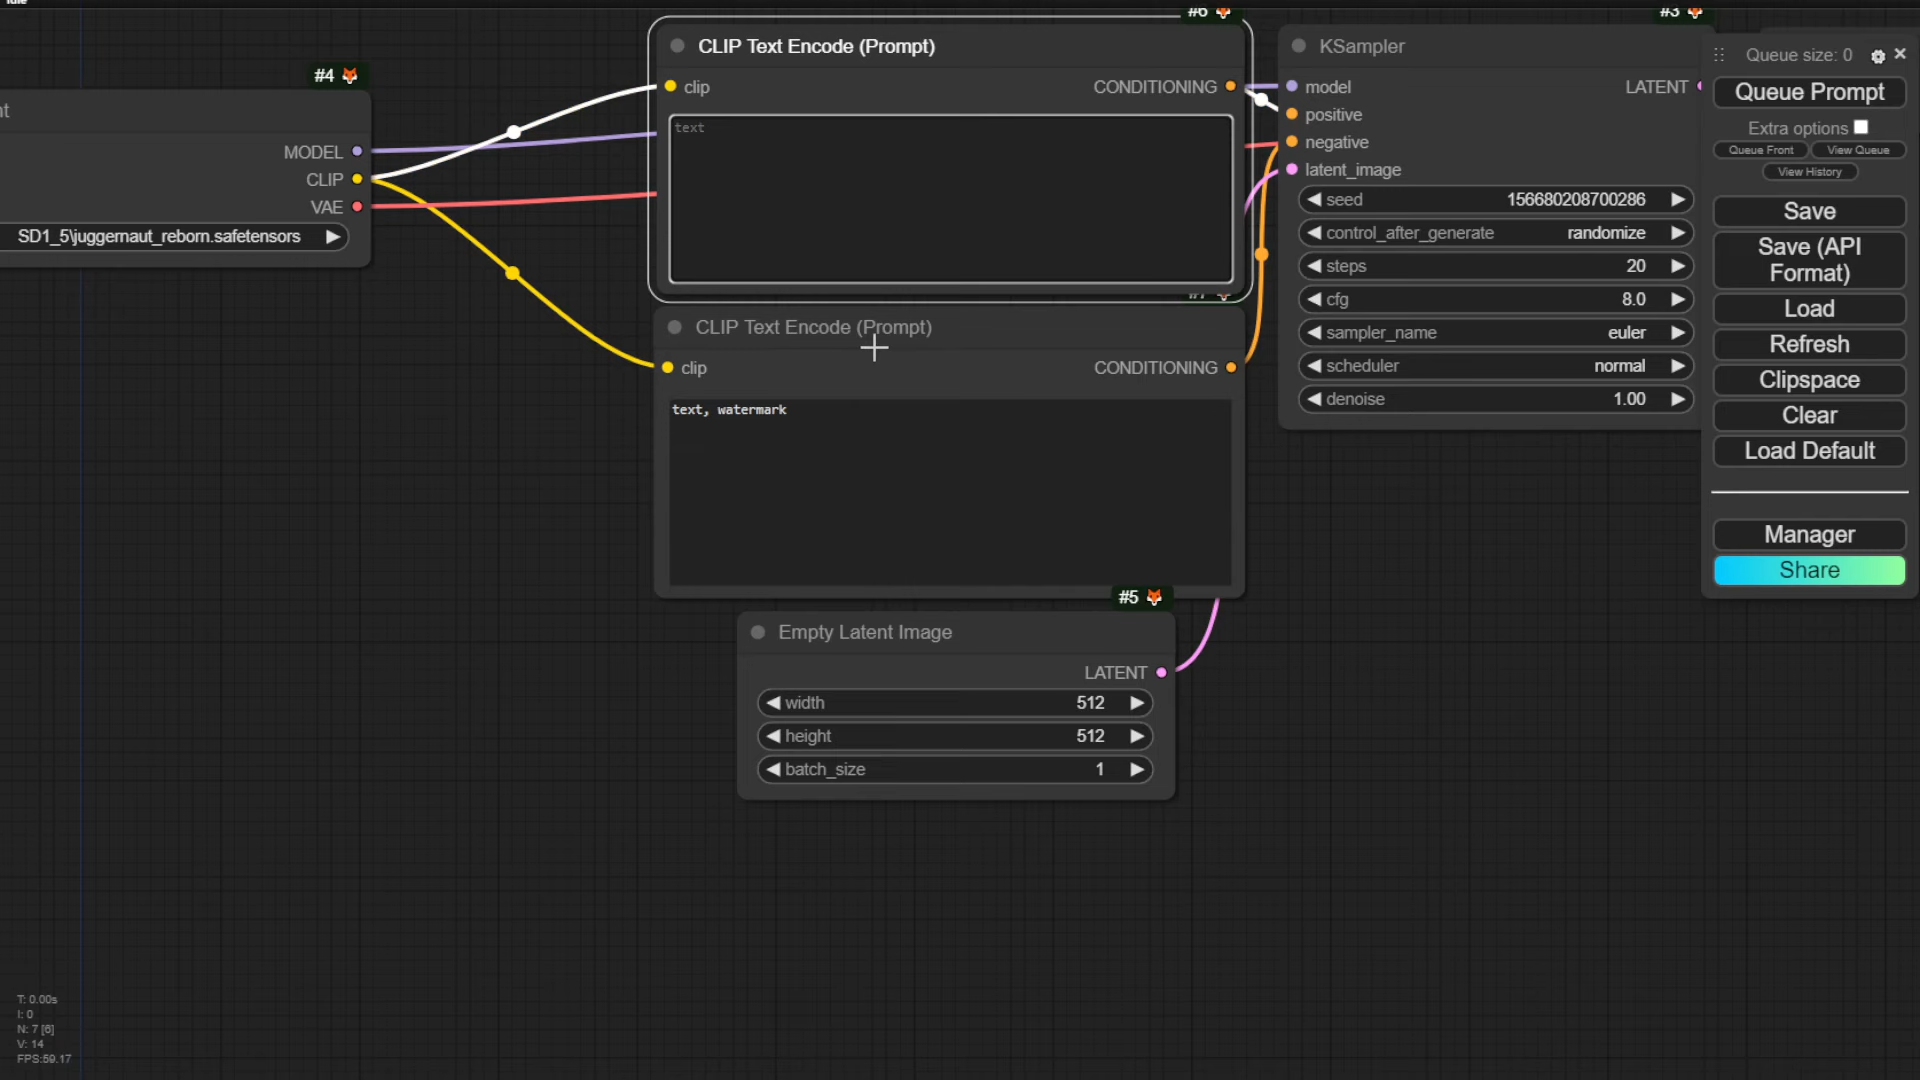 Idle
#6
#3
CLIP Text Encode (Prompt)
clip
CONDITIONING
text
#4
nt
MODEL
CLIP
VAE
SD1_5\juggernaut_reborn.safetensors
KSampler
model
LATENT
positive
negative
latent_image
seed 156680208700286
control_after_generate randomize
steps 20
cfg 8.0
sampler_name euler
scheduler normal
denoise 1.00
#7
CLIP Text Encode (Prompt)
clip
CONDITIONING
text, watermark
#5
Empty Latent Image
LATENT
width 512
height 512
batch_size 1
Queue size: 0
Queue Prompt
Extra options
Queue Front
View Queue
View History
Save
Save (API
Format)
Load
Refresh
Clipspace
Clear
Load Default
Manager
Share
T: 0.00s
I: 0
N: 7 [6]
V: 14
FPS:59.17